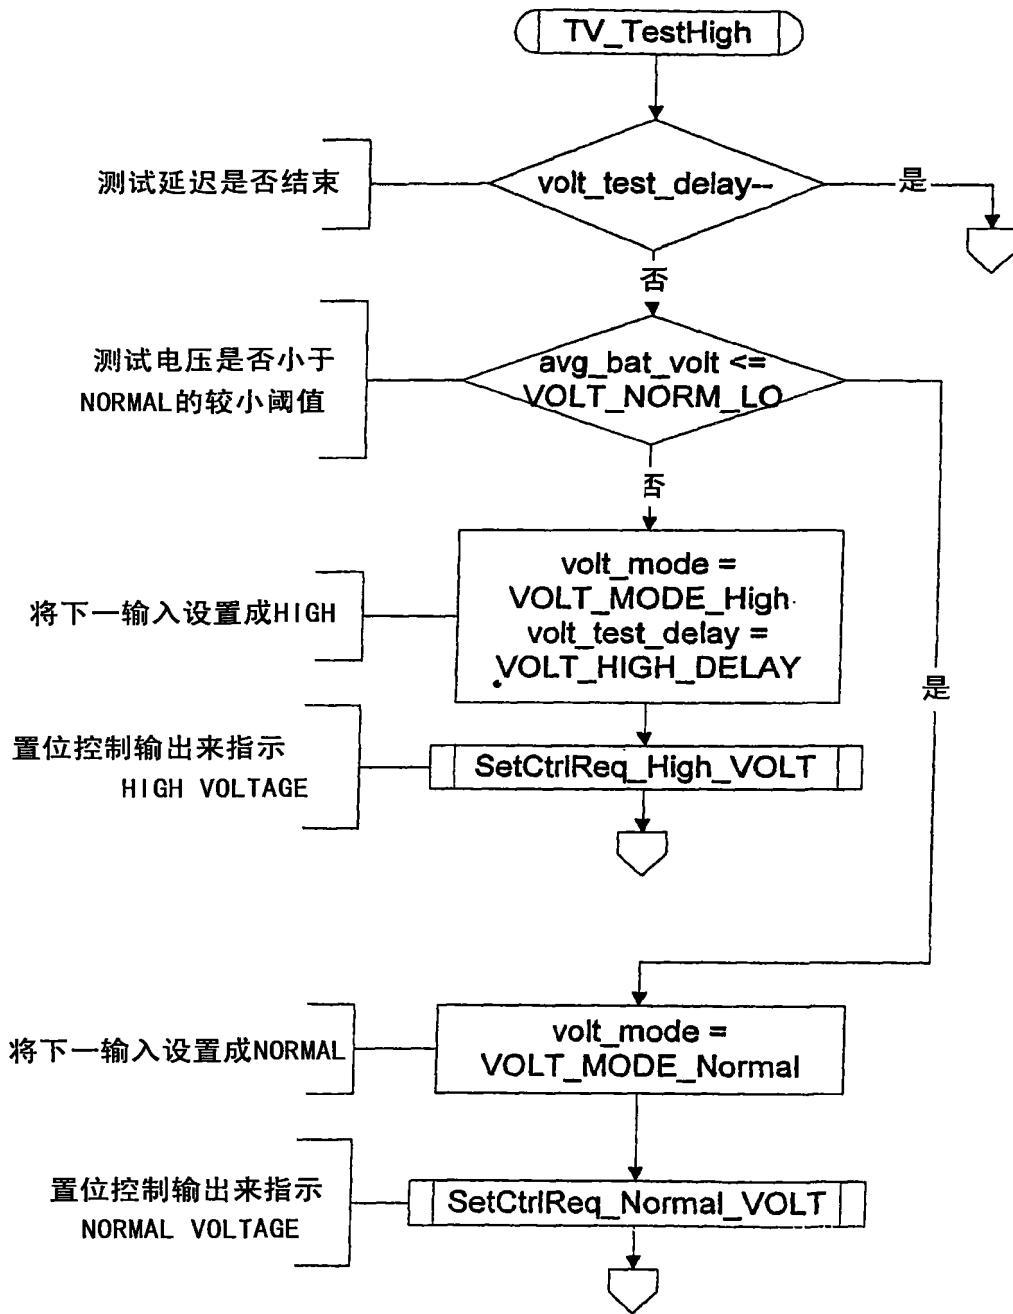 TV_TestHigh
测试延迟是否结束
volt_test_delay--
是
否
测试电压是否小于
NORMAL的较小阈值
avg_bat_volt <=
VOLT_NORM_LO
否
将下一输入设置成HIGH
volt_mode =
VOLT_MODE_High
volt_test_delay =
VOLT_HIGH_DELAY
是
置位控制输出来指示
HIGH VOLTAGE
SetCtrlReq_High_VOLT
将下一输入设置成NORMAL
volt_mode =
VOLT_MODE_Normal
置位控制输出来指示
NORMAL VOLTAGE
SetCtrlReq_Normal_VOLT